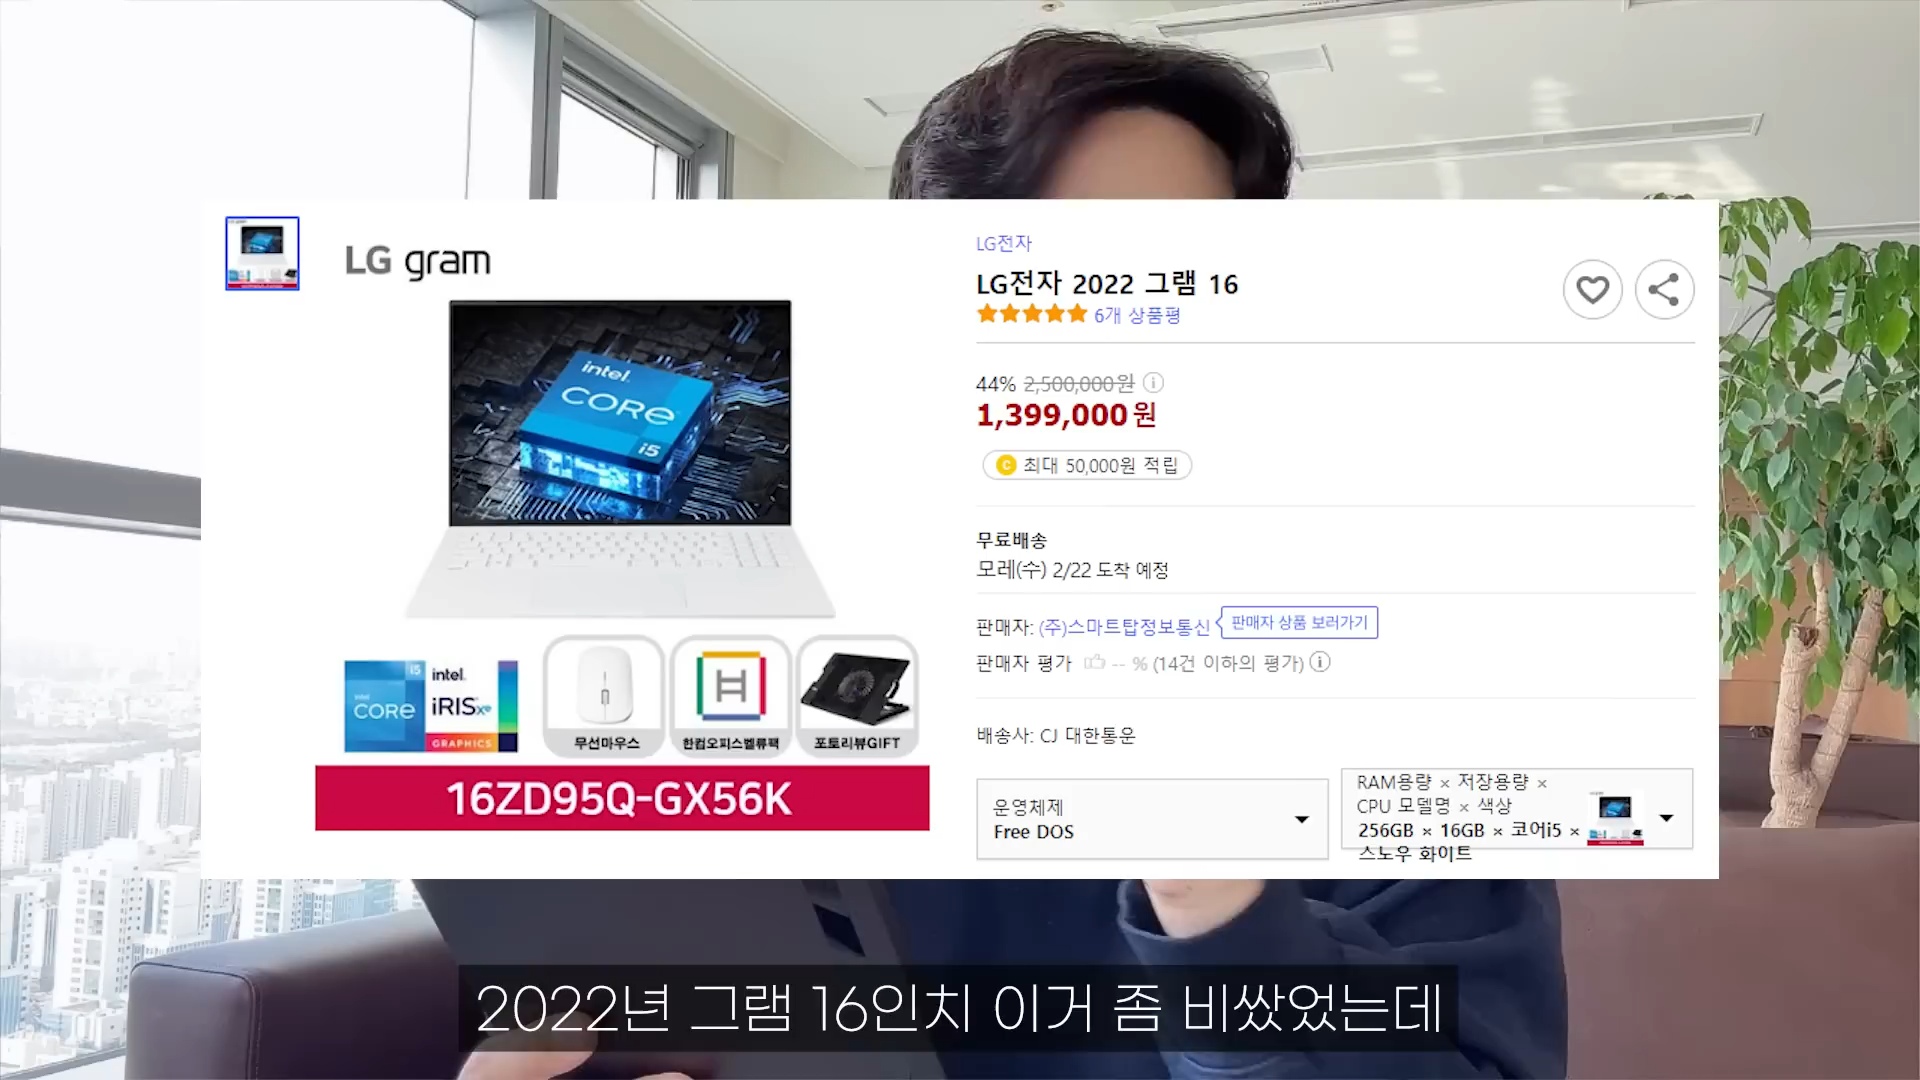 LG gram
intel
CORE
i5
i5
intel
CORE
intel
iRISxe
GRAPHICS
무선마우스
한컴오피스벨류팩
포토리뷰GIFT
16ZD95Q-GX56K
LG전자
LG전자 2022 그램 16
6개 상품평
44% 2,500,000원
1,399,000원
최대 50,000원 적립
무료배송
모레(수) 2/22 도착 예정
판매자: (주)스마트탑정보통신 판매자 상품 보러가기
판매자 평가 -- % (14건 이하의 평가)
배송사: CJ 대한통운
운영체제
Free DOS
RAM용량 × 저장용량 ×
CPU 모델명 × 색상
256GB × 16GB × 코어i5 ×
스노우 화이트
2022년 그램 16인치 이거 좀 비쌌었는데